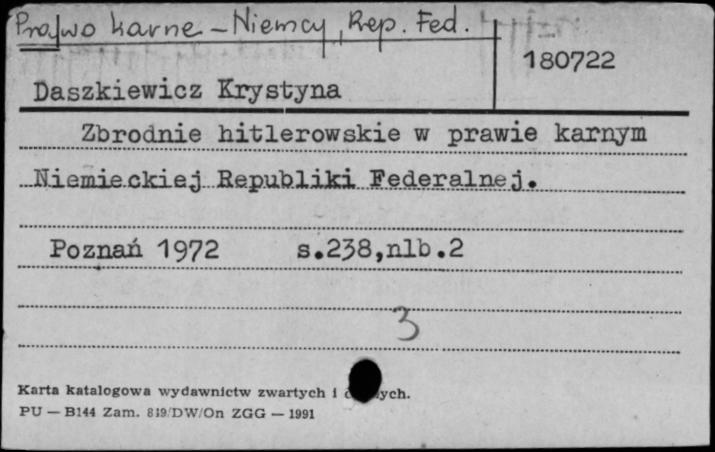 Prawo karne – Niemcy, Rep. Fed.
180722
Daszkiewicz Krystyna
Zbrodnie hitlerowskie w prawie karnym
Niemieckiej Republiki Federalnej.
Poznań 1972 s.238,nlb.2
3
Karta katalogowa wydawnictw zwartych i
PU — B144 Zam. 819/DW/On ZGG — 1991